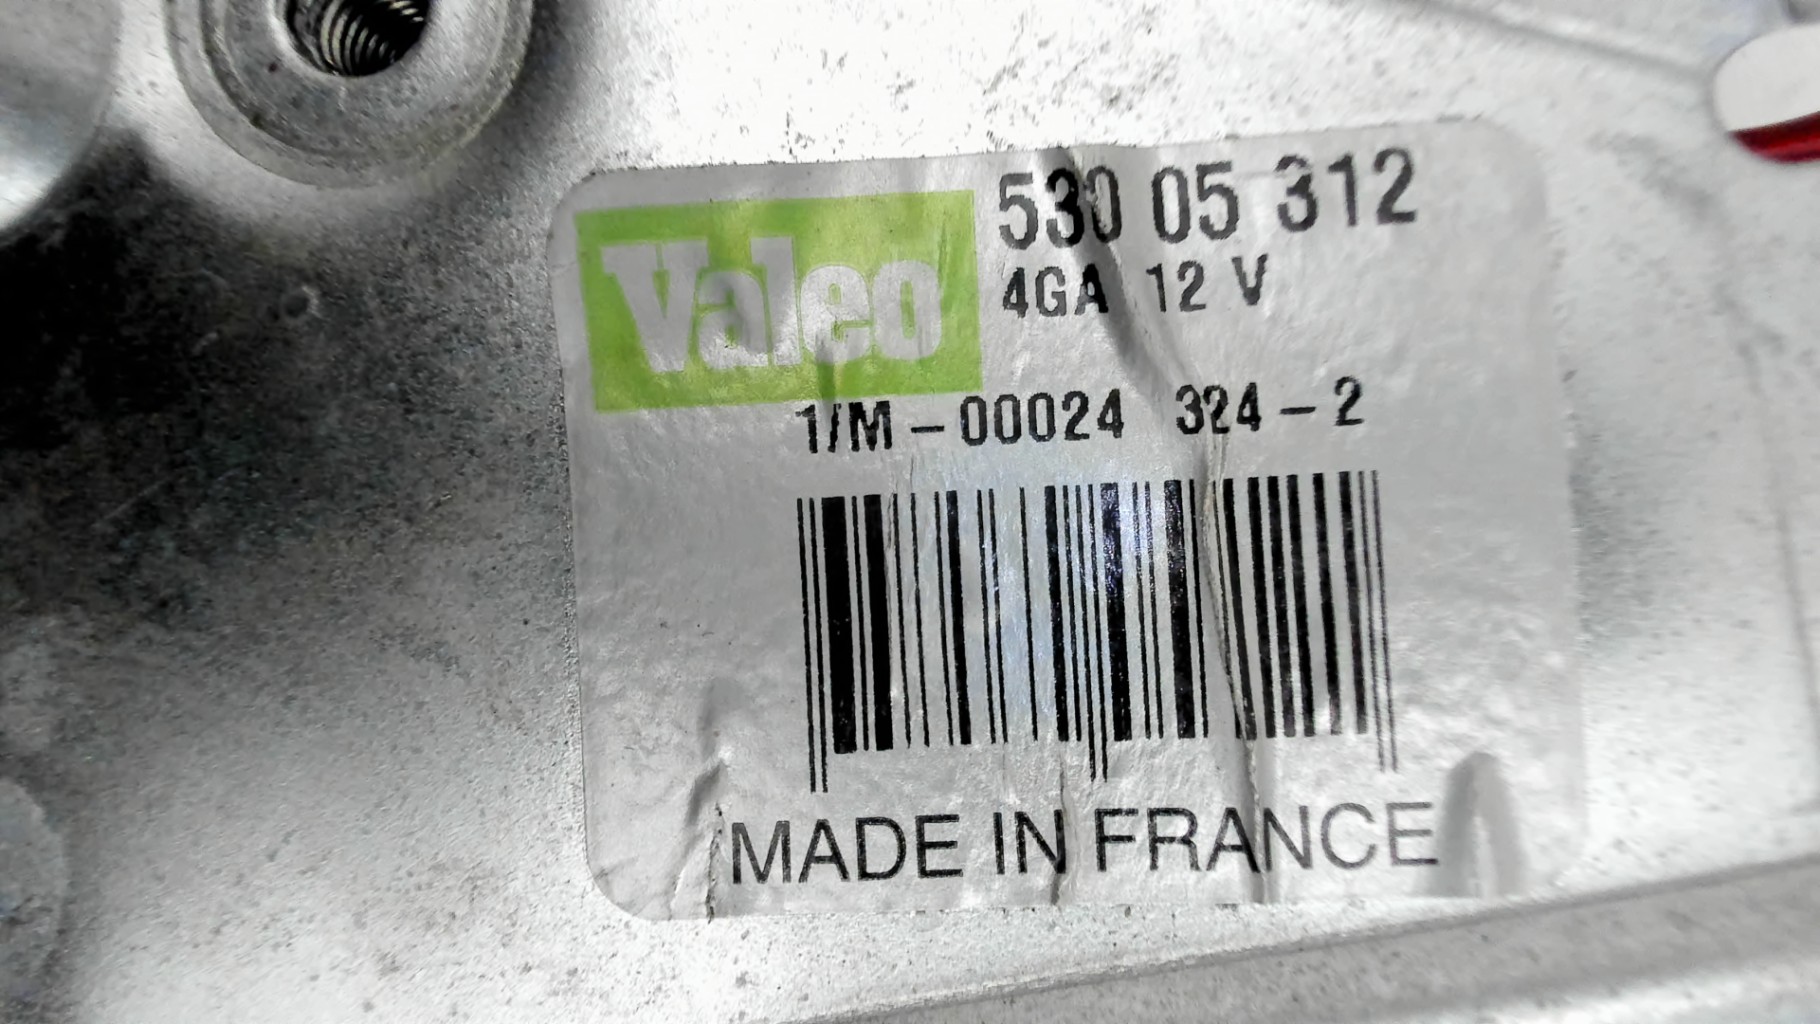 Valeo
530 05 312
4GA 12 V
1/M-00024 324-2
MADE IN FRANCE